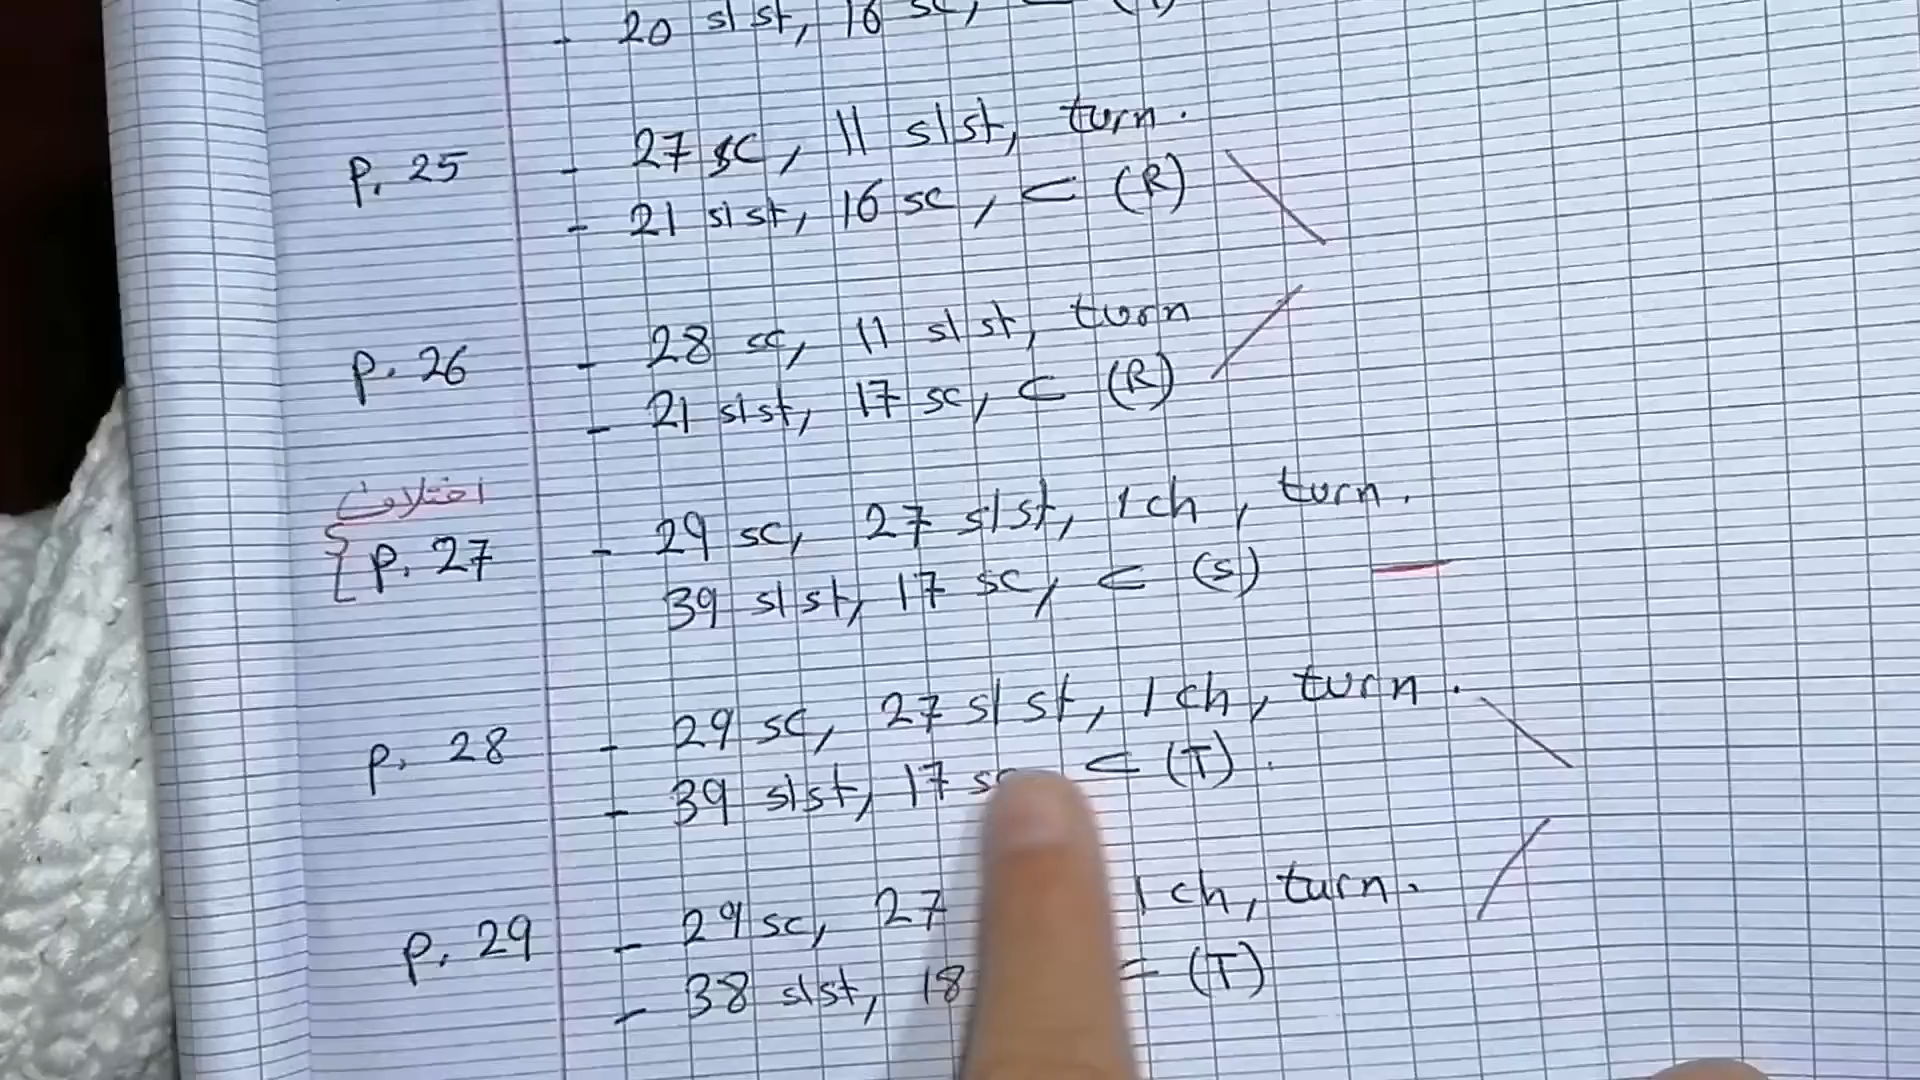 - 20 sl st, 16 sc,
p. 25 - 27 sc, 11 sl st, turn.
- 21 sl st, 16 sc, ⊂ (R)
p. 26 - 28 sc, 11 sl st, turn
- 21 sl st, 17 sc, ⊂ (R)
اختلاف
p. 27 - 29 sc, 27 sl st, 1 ch, turn.
39 sl st, 17 sc, ⊂ (S)
p. 28 - 29 sc, 27 sl st, 1 ch, turn.
- 39 sl st, 17 sc ⊂ (T).
p. 29 - 29 sc, 27 1 ch, turn.
- 38 sl st, 18 (T)